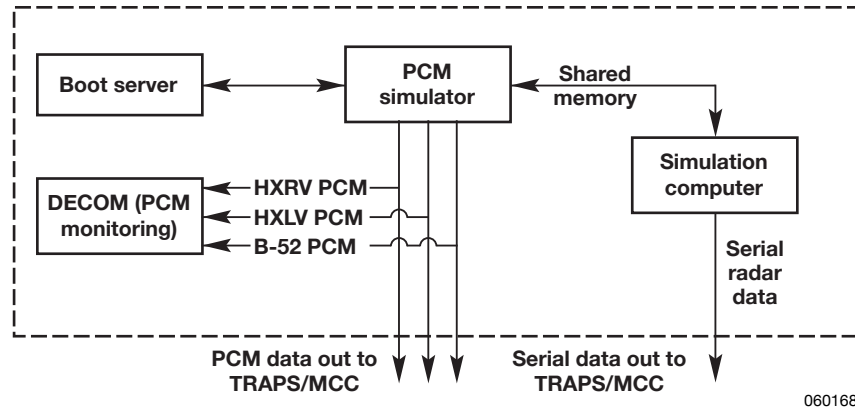 Boot server
PCM
simulator
Shared
memory
Simulation
computer
DECOM (PCM
monitoring)
HXRV PCM
HXLV PCM
B-52 PCM
Serial
radar
data
PCM data out to
TRAPS/MCC
Serial data out to
TRAPS/MCC
060168